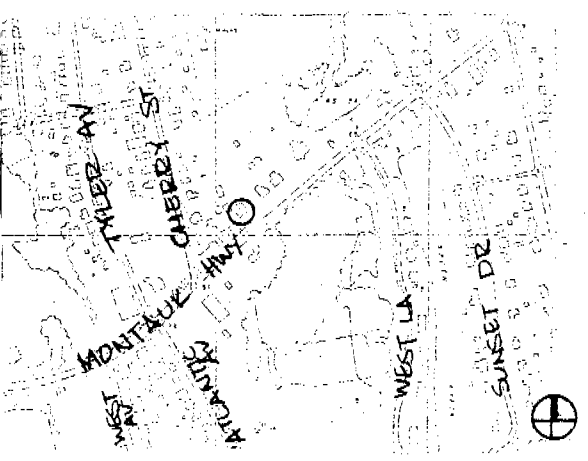 TYLER AV
CHERRY ST.
MONTAUK HWY
WEST AV
ATLANTIC AV
WEST LA
SUNSET DR